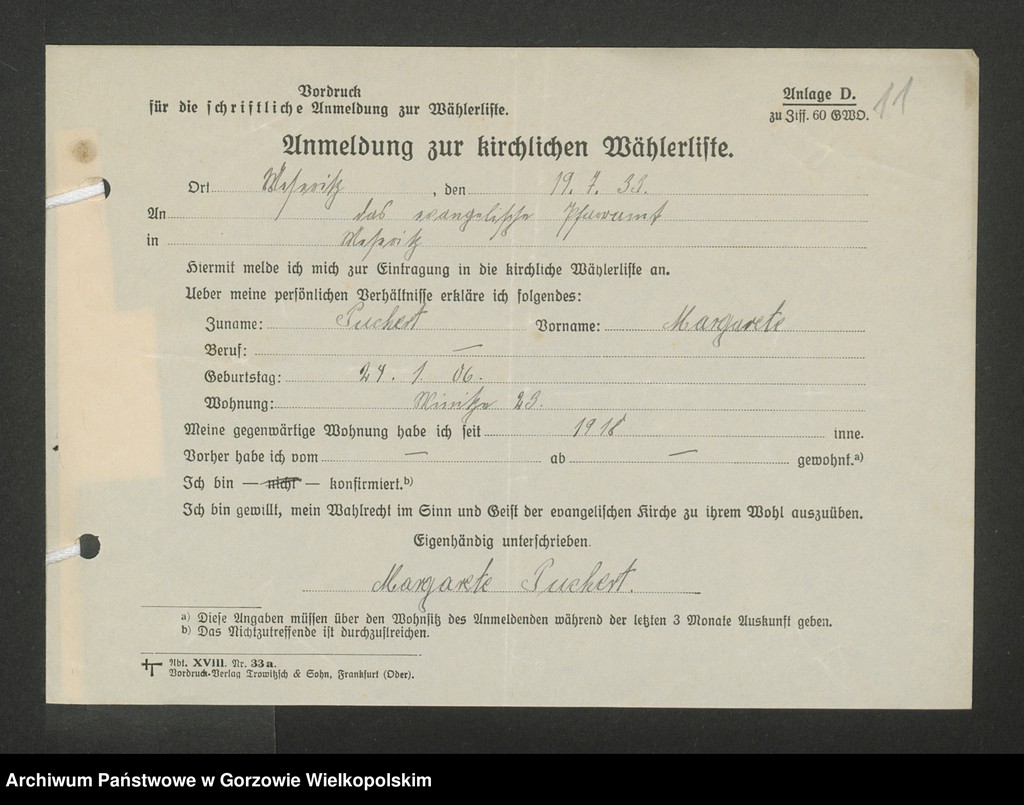 Vordruck
für die schriftliche Anmeldung zur Wählerliste.
Anlage D.
zu Ziff. 60 GWO.
11
Anmeldung zur kirchlichen Wählerliste.
Ort Meseritz, den 19. 7. 33.
An das evangelische Pfarramt
in Meseritz
Hiermit melde ich mich zur Eintragung in die kirchliche Wählerliste an.
Ueber meine persönlichen Verhältnisse erkläre ich folgendes:
Zuname: Puchert Vorname: Margarete
Beruf: —
Geburtstag: 24. 1. 06.
Wohnung: Winitze 23.
Meine gegenwärtige Wohnung habe ich seit 1918 inne.
Vorher habe ich vom — ab — gewohnt.a)
Ich bin — nicht — konfirmiert.b)
Ich bin gewillt, mein Wahlrecht im Sinn und Geist der evangelischen Kirche zu ihrem Wohl auszuüben.
Eigenhändig unterschrieben.
Margarete Puchert.
a) Diese Angaben müssen über den Wohnsitz des Anmeldenden während der letzten 3 Monate Auskunft geben.
b) Das Nichtzutreffende ist durchzustreichen.
Abt. XVIII. Nr. 33a.
Vordruck-Verlag Trowitzsch & Sohn, Frankfurt (Oder).
Archiwum Państwowe w Gorzowie Wielkopolskim